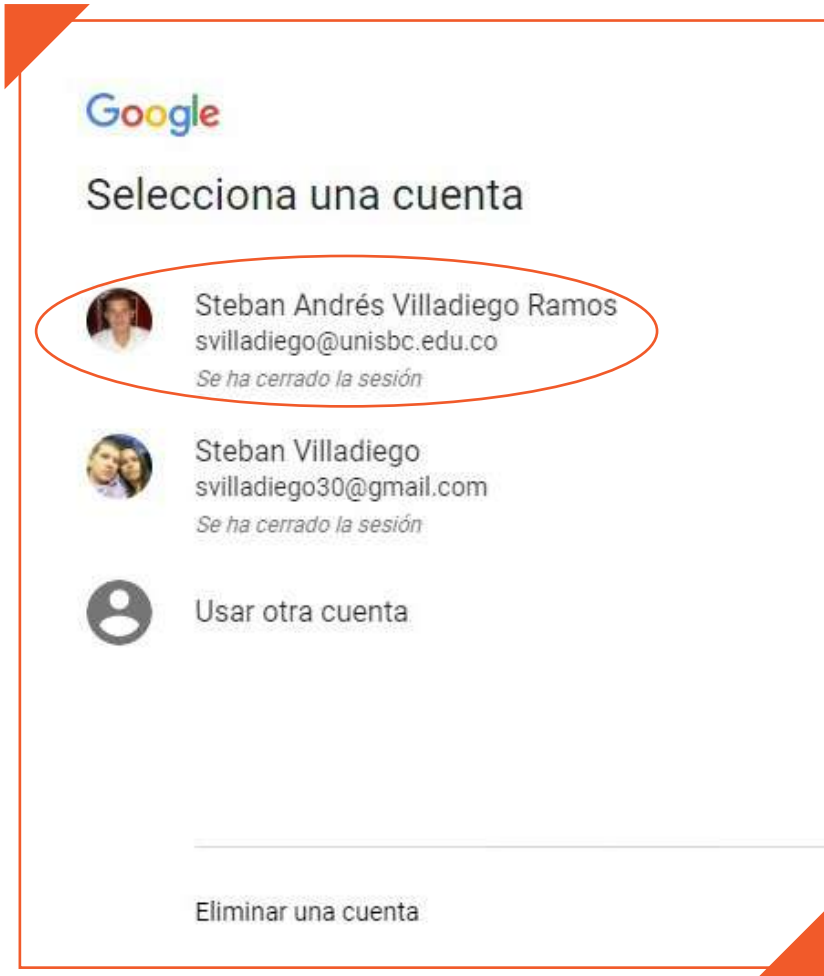 Google
Selecciona una cuenta
Steban Andrés Villadiego Ramos
svilladiego@unisbc.edu.co
Se ha cerrado la sesión
Steban Villadiego
svilladiego30@gmail.com
Se ha cerrado la sesión
Usar otra cuenta
Eliminar una cuenta